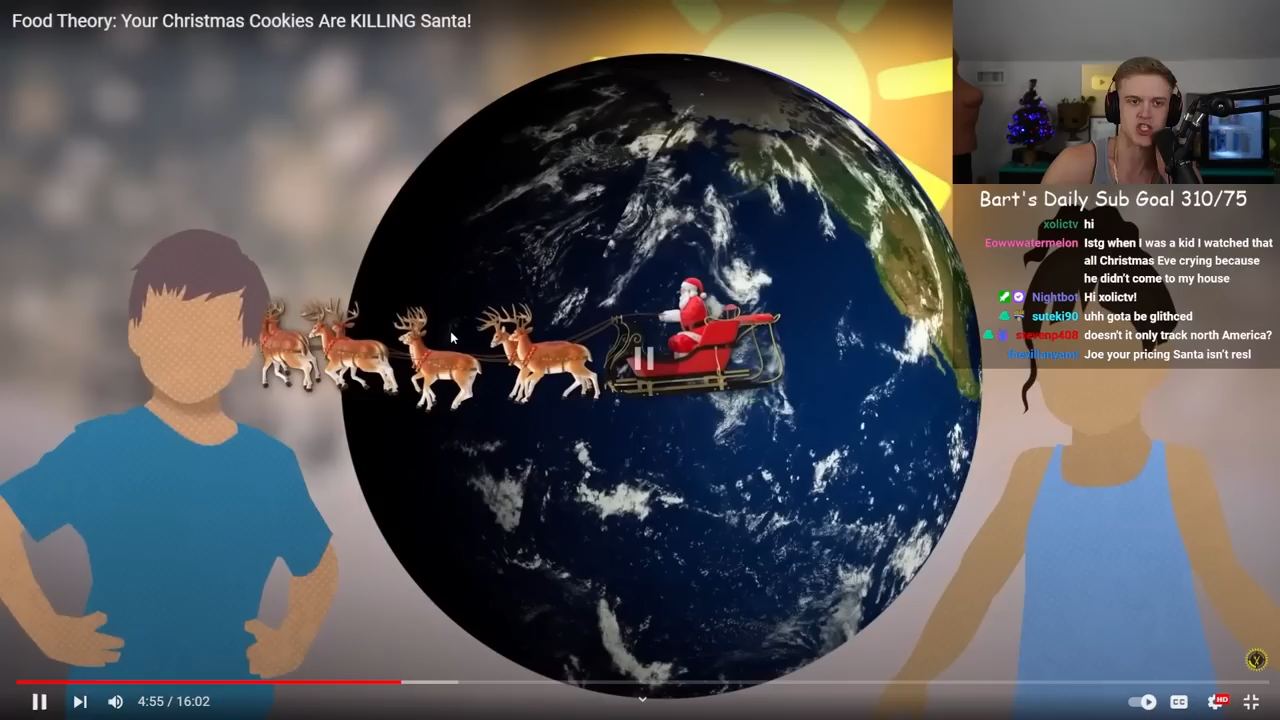 Food Theory: Your Christmas Cookies Are KILLING Santa!
Bart's Daily Sub Goal 310/75
xolictv hi
Eowwwatermelon Istg when I was a kid I watched that
all Christmas Eve crying because
he didn't come to my house
Nightbot Hi xolictv!
suteki90 uhh gota be glithced
stevenp408 doesn't it only track north America?
Joe your pricing Santa isn't resl
4:55 / 16:02
CC
HD